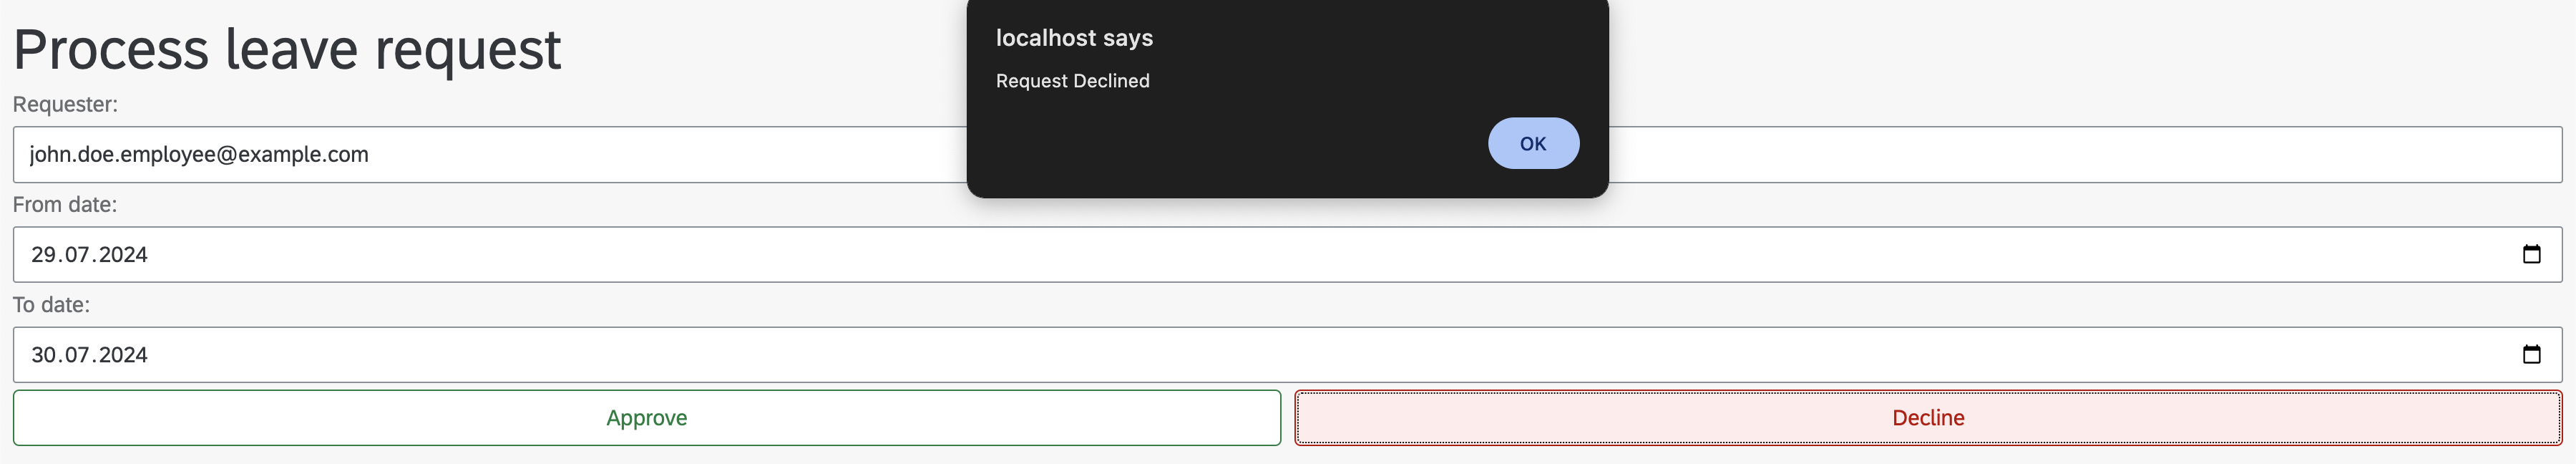 Process leave request
localhost says
Request Declined
OK
Requester:
john.doe.employee@example.com
From date:
29.07.2024
To date:
30.07.2024
Approve
Decline